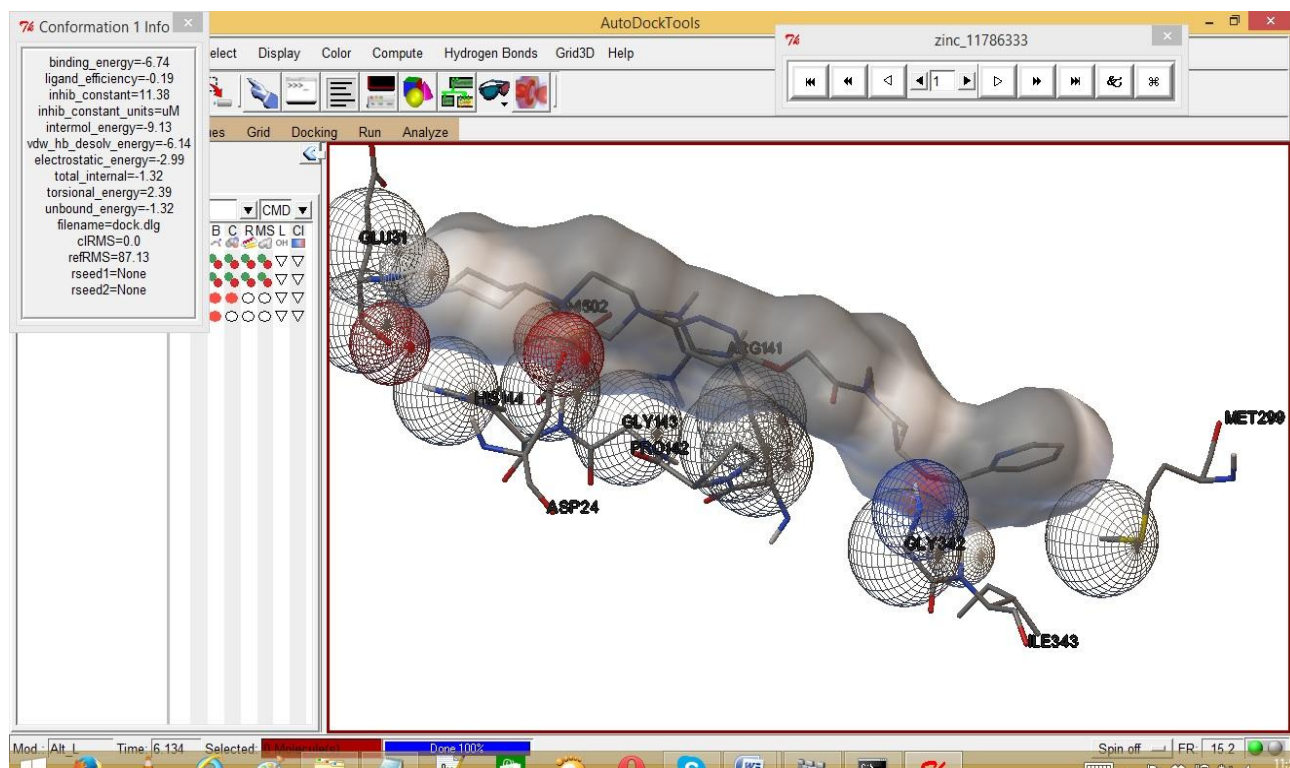 AutoDockTools
Conformation 1 Info
binding_energy=-6.74
ligand_efficiency=-0.19
inhib_constant=11.38
inhib_constant_units=uM
intermol_energy=-9.13
vdw_hb_desolv_energy=-6.14
electrostatic_energy=-2.99
total_internal=-1.32
torsional_energy=2.39
unbound_energy=-1.32
filename=dock.dlg
clRMS=0.0
refRMS=87.13
rseed1=None
rseed2=None
elect Display Color Compute Hydrogen Bonds Grid3D Help
zinc_11786333
1
ues Grid Docking Run Analyze
CMD
B C R MS L Cl
OH
GLU31
ARG141
HIS144
GLY143
PRO142
ASP24
MET299
GLY342
ILE343
Mod.: Alt_L Time: 6.134 Selected: Done 100% Spin off FR: 15.2